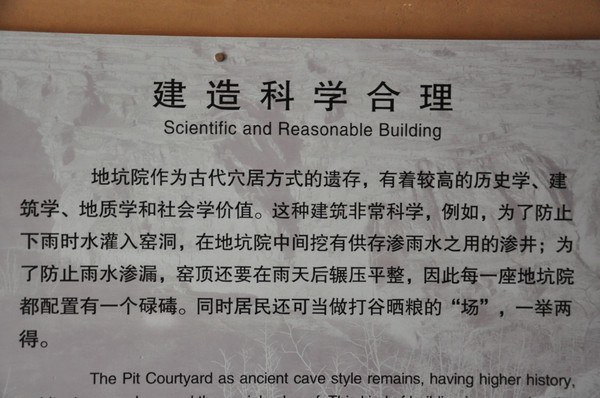 建造科学合理
Scientific and Reasonable Building
地坑院作为古代穴居方式的遗存，有着较高的历史学、建
筑学、地质学和社会学价值。这种建筑非常科学，例如，为了防止
下雨时水灌入窑洞，在地坑院中间挖有供存渗雨水之用的渗井；为
了防止雨水渗漏，窑顶还要在雨天后辗压平整，因此每一座地坑院
都配置有一个碌碡。同时居民还可当做打谷晒粮的“场”，一举两
得。
The Pit Courtyard as ancient cave style remains, having higher history,